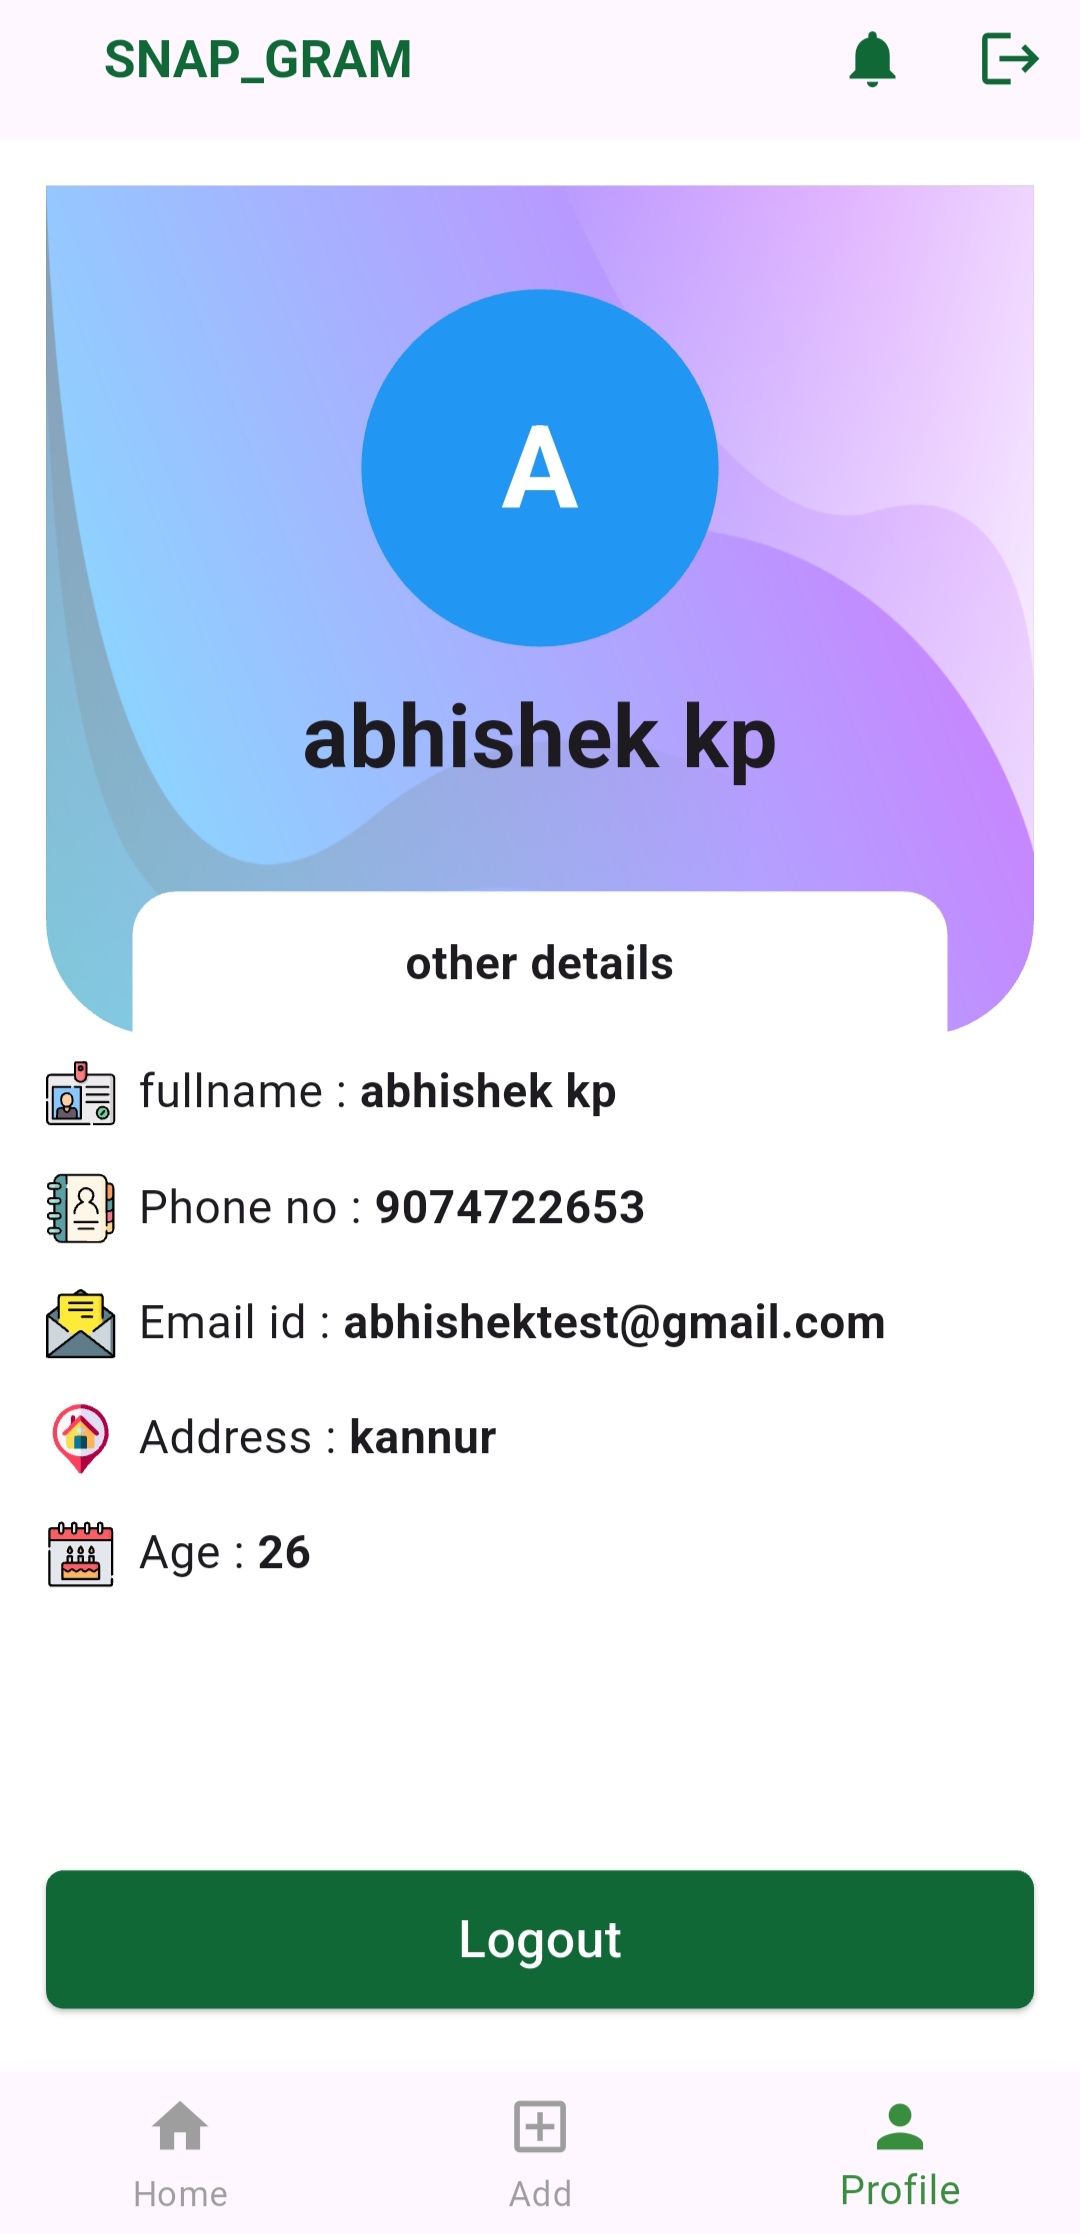 SNAP_GRAM
A
abhishek kp
other details
fullname : abhishek kp
Phone no : 9074722653
Email id : abhishektest@gmail.com
Address : kannur
Age : 26
Logout
Home
Add
Profile